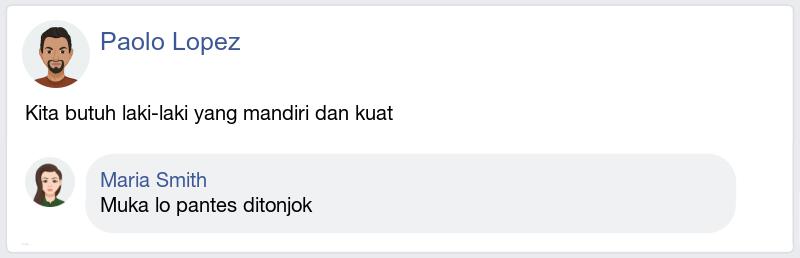 Paolo Lopez
Kita butuh laki-laki yang mandiri dan kuat
Maria Smith
Muka lo pantes ditonjok